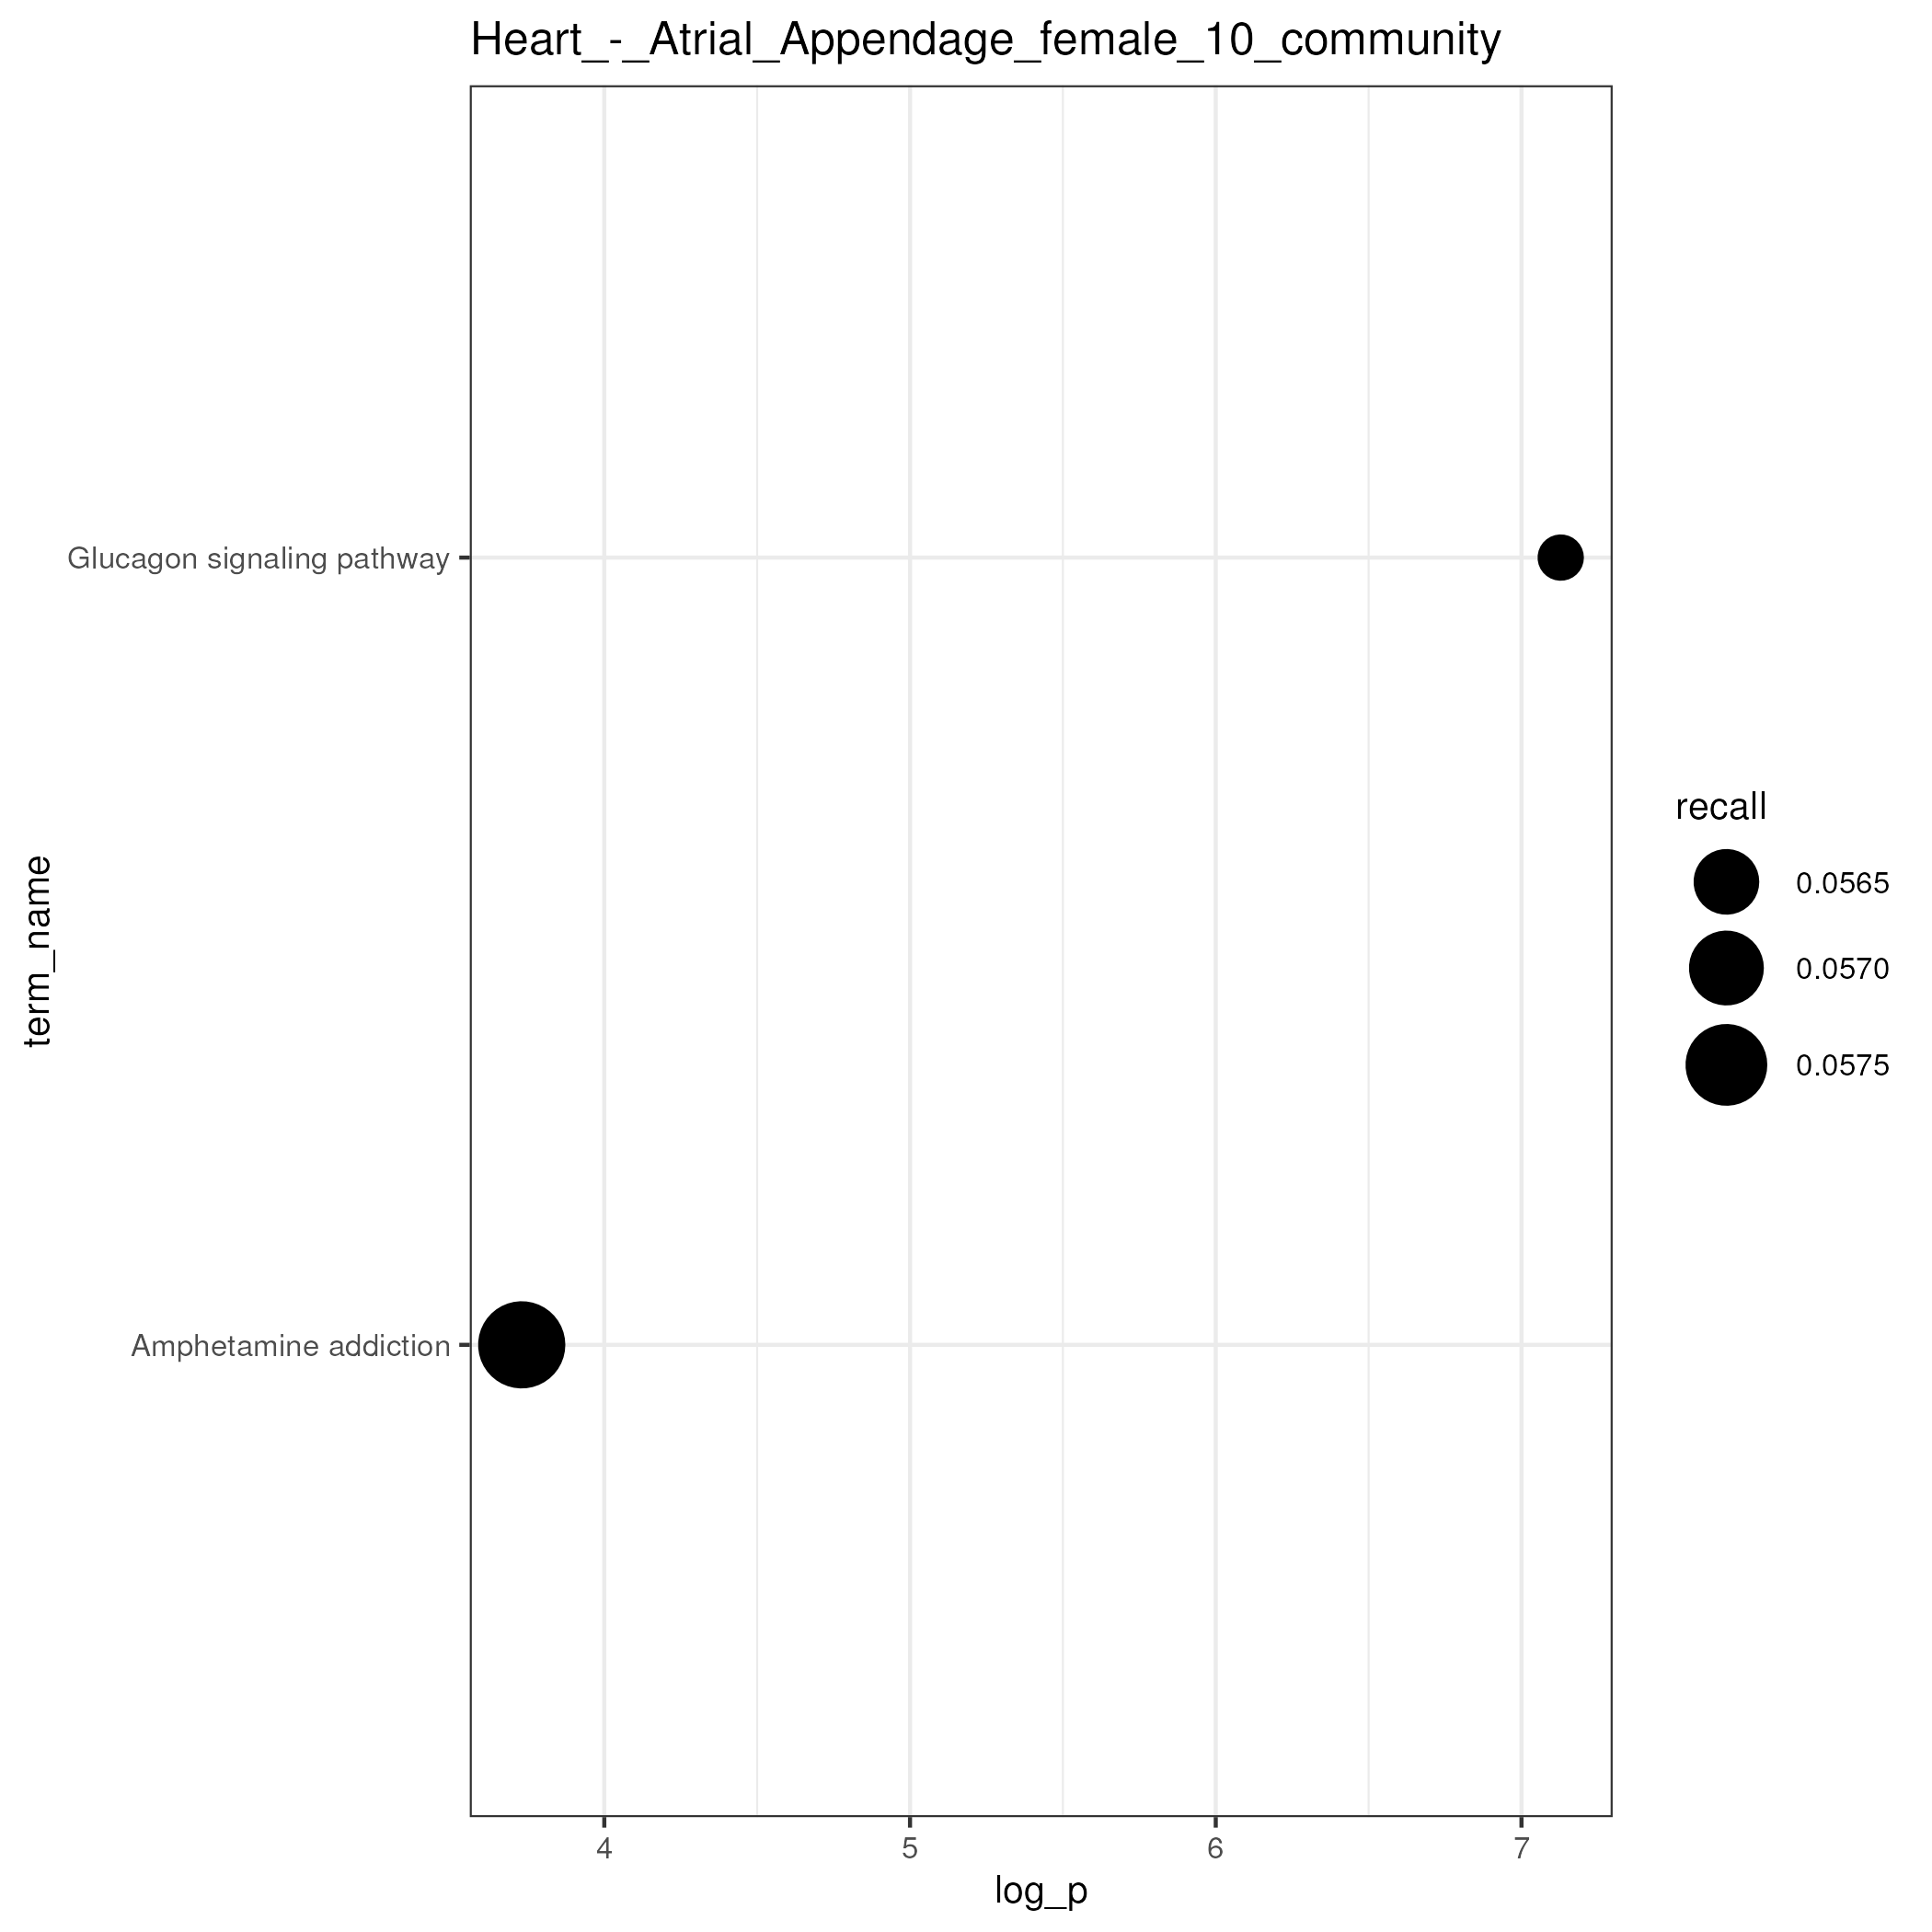 Heart_-_Atrial_Appendage_female_10_community
term_name
Glucagon signaling pathway
Amphetamine addiction
4 5 6 7
log_p
recall
0.0565
0.0570
0.0575